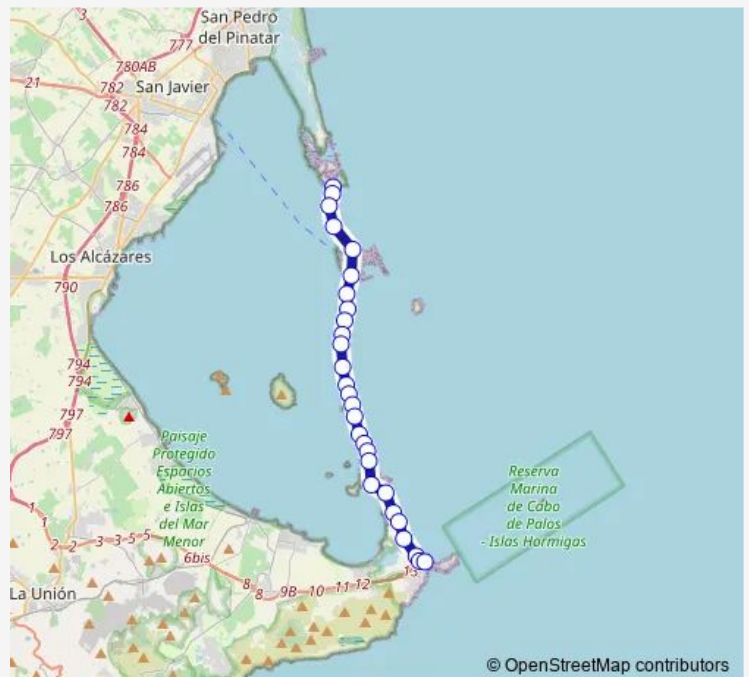 San Pedro
del Pinatar
3
777
780AB
21
782
San Javier
782
784
784
786
786
Los Alcázares
790
794
794
797
797
Paisaje
Protegido
Espacios
Abiertos
e Islas
del Mar
Menor
Reserva
Marina
de Cabo
de Palos
- Islas Hormigas
1
1
2
2
3
3
5
5
6bis
8
8
9B
10
11
12
13
La Unión
© OpenStreetMap contributors